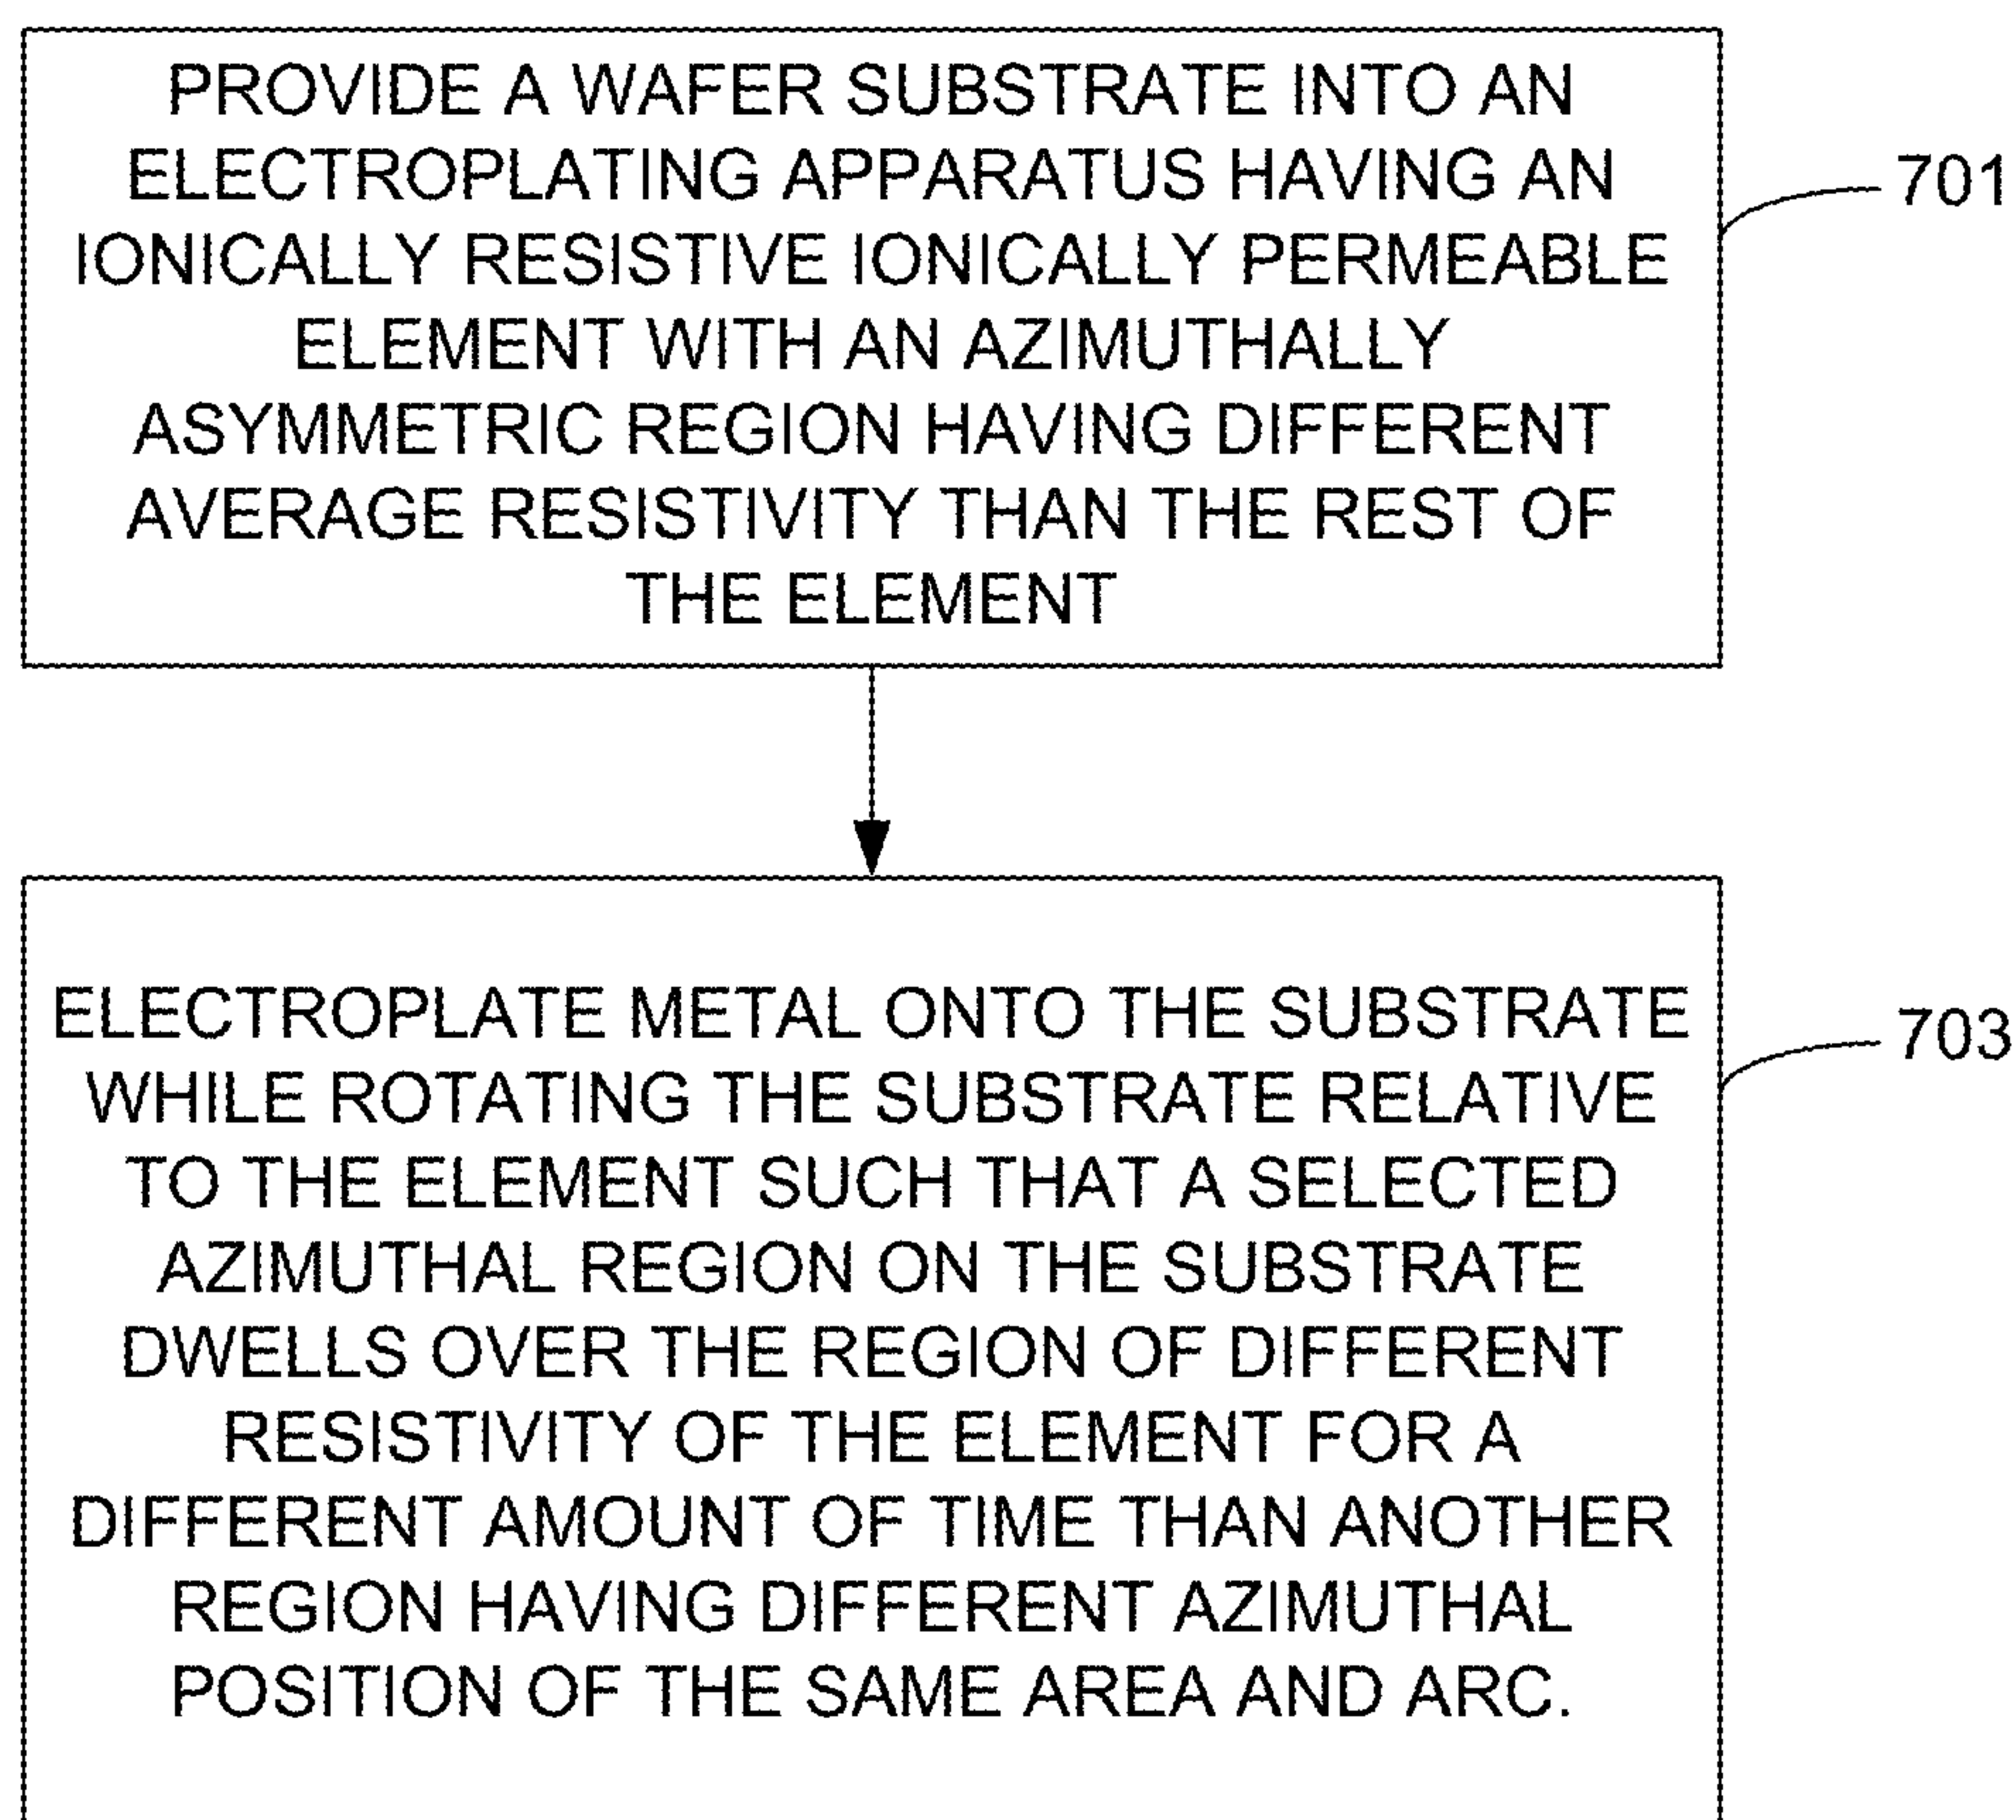 PROVIDE A WAFER SUBSTRATE INTO AN
ELECTROPLATING APPARATUS HAVING AN
IONICALLY RESISTIVE IONICALLY PERMEABLE
ELEMENT WITH AN AZIMUTHALLY
ASYMMETRIC REGION HAVING DIFFERENT
AVERAGE RESISTIVITY THAN THE REST OF
THE ELEMENT
701
ELECTROPLATE METAL ONTO THE SUBSTRATE
WHILE ROTATING THE SUBSTRATE RELATIVE
TO THE ELEMENT SUCH THAT A SELECTED
AZIMUTHAL REGION ON THE SUBSTRATE
DWELLS OVER THE REGION OF DIFFERENT
RESISTIVITY OF THE ELEMENT FOR A
DIFFERENT AMOUNT OF TIME THAN ANOTHER
REGION HAVING DIFFERENT AZIMUTHAL
POSITION OF THE SAME AREA AND ARC.
703